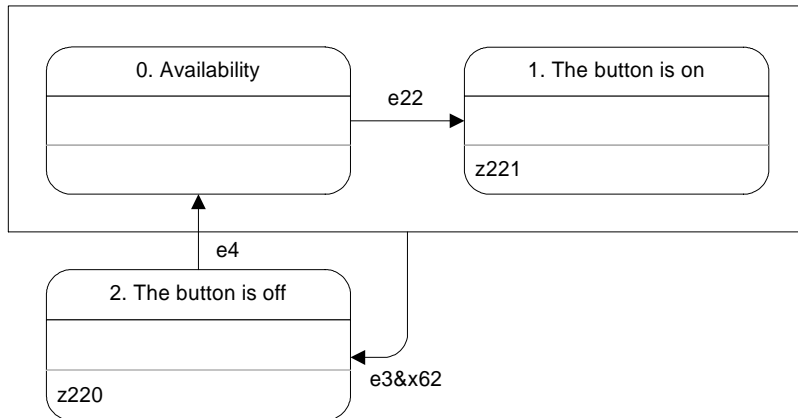 0. Availability
1. The button is on
e22
z221
e4
2. The button is off
e3&x62
z220